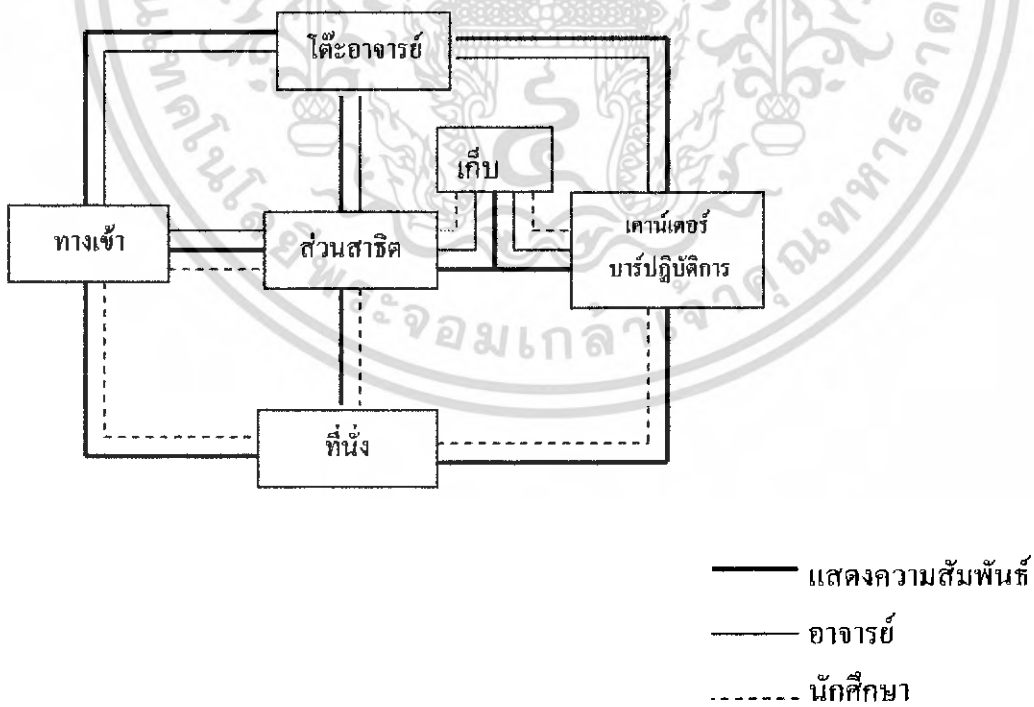 โต๊ะอาจารย์
เก็บ
ทางเข้า
ส่วนสาธิต
เคาน์เตอร์
บาร์ปฏิบัติการ
ที่นั่ง
แสดงความสัมพันธ์
อาจารย์
นักศึกษา